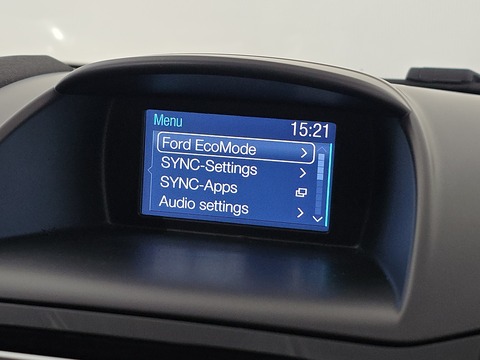 Menu
15:21
Ford EcoMode
SYNC-Settings
SYNC-Apps
Audio settings